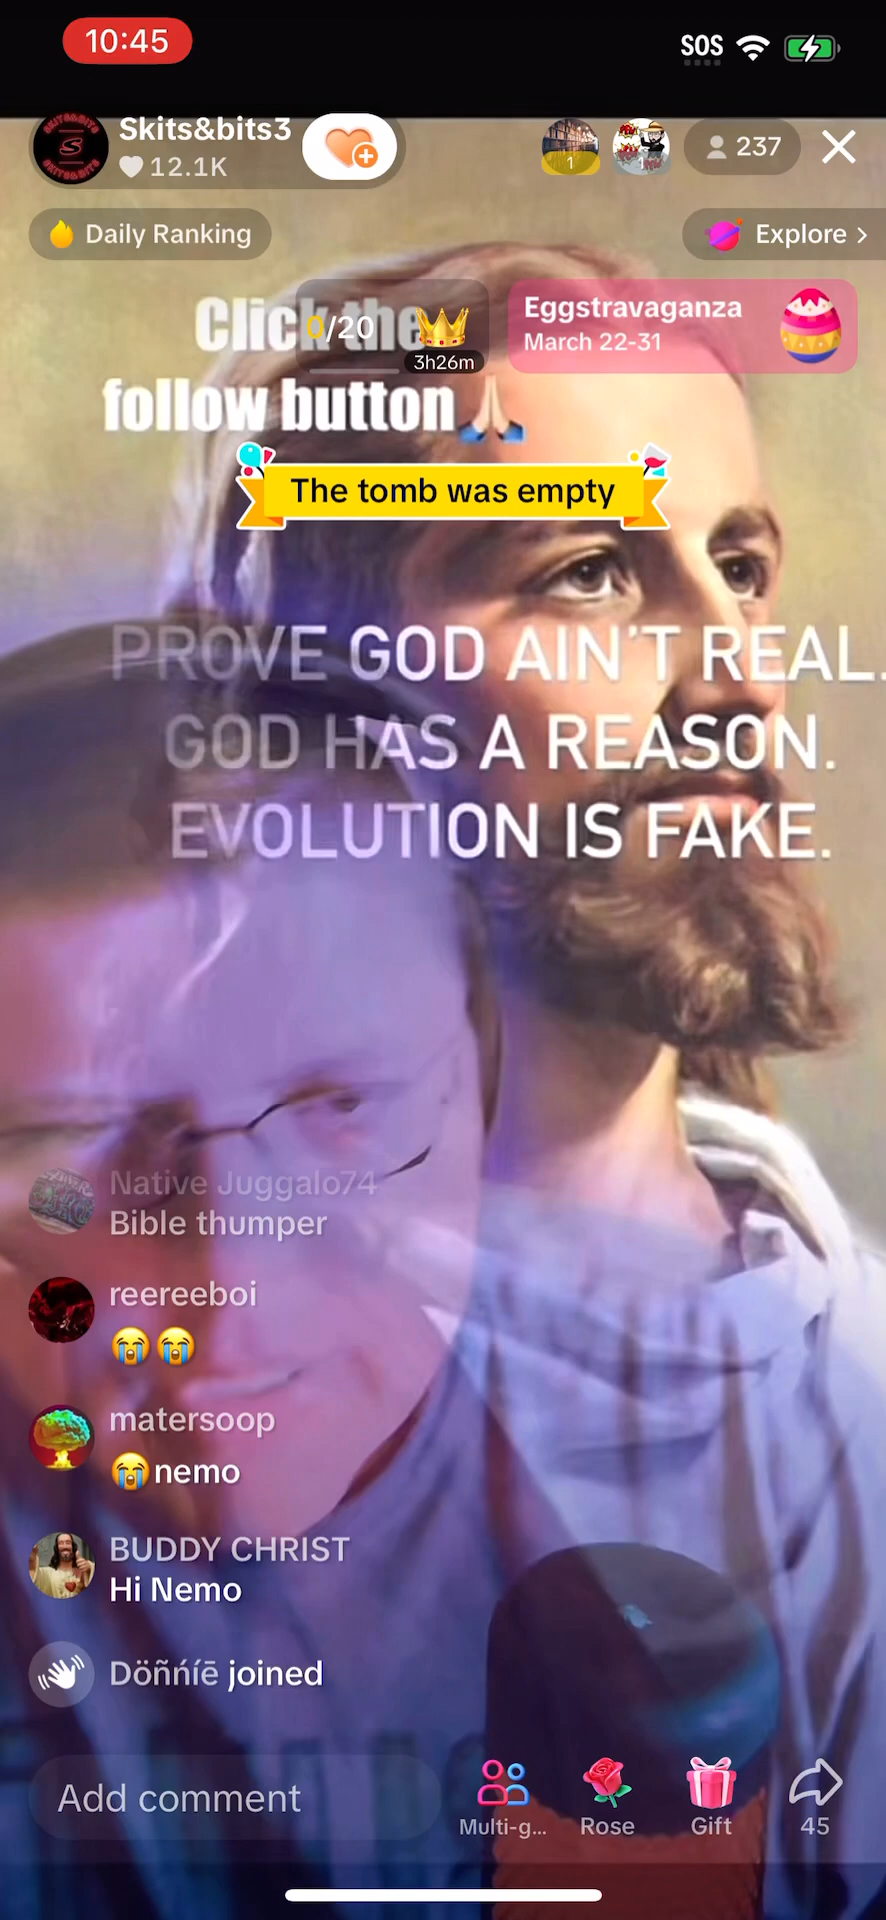 10:45
SOS
Skits&bits3
12.1K
1
237
Daily Ranking
Explore >
Click the
0/20
3h26m
Eggstravaganza
March 22-31
follow button🙏🏻
The tomb was empty
PROVE GOD AIN'T REAL.
GOD HAS A REASON.
EVOLUTION IS FAKE.
Native Juggalo74
Bible thumper
reereeboi
😭😭
matersoop
😭nemo
BUDDY CHRIST
Hi Nemo
Döññíē joined
Add comment
Multi-g...
Rose
Gift
45